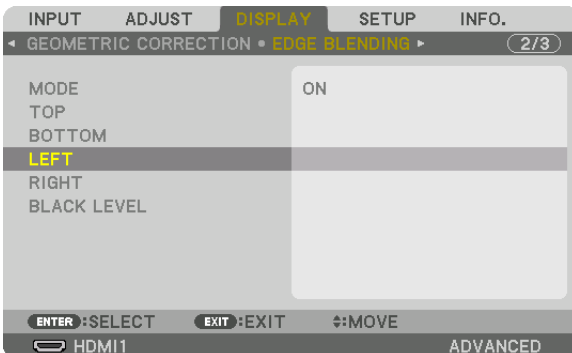 INPUT ADJUST DISPLAY SETUP INFO.
◂ GEOMETRIC CORRECTION • EDGE BLENDING ▸ 2/3
MODE ON
TOP
BOTTOM
LEFT
RIGHT
BLACK LEVEL
ENTER :SELECT EXIT :EXIT ♦:MOVE
HDMI1 ADVANCED